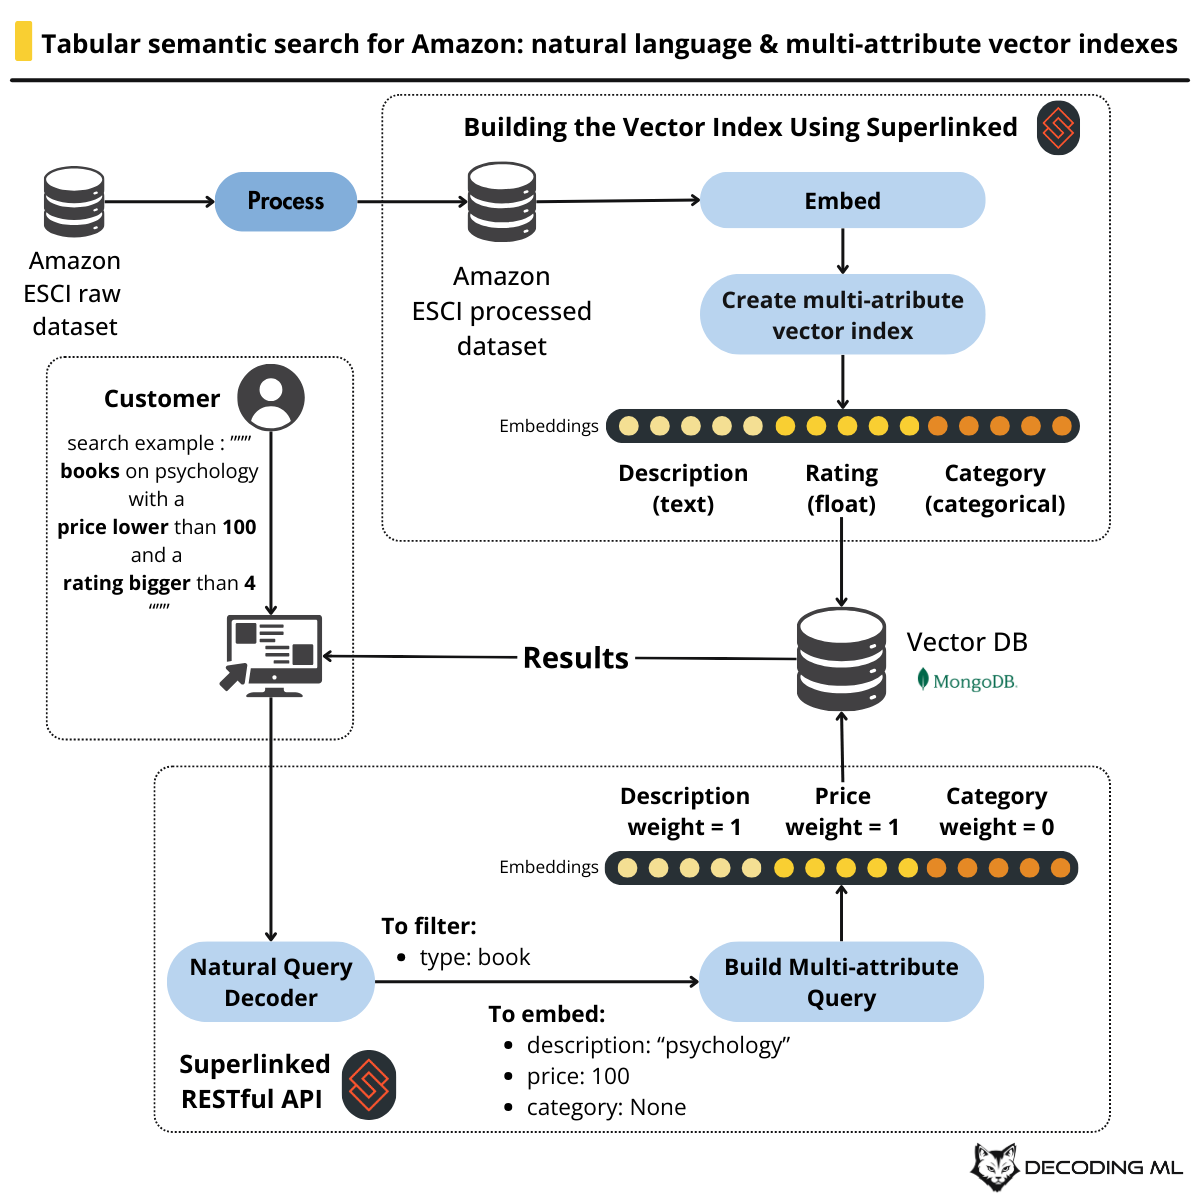 Tabular semantic search for Amazon: natural language & multi-attribute vector indexes
Building the Vector Index Using Superlinked
Process
Embed
Amazon
ESCI raw
dataset
Amazon
ESCI processed
dataset
Create multi-atribute
vector index
Customer
search example : ”””
books on psychology
with a
price lower than 100
and a
rating bigger than 4
“””
Embeddings
Description
(text)
Rating
(float)
Category
(categorical)
Results
Vector DB
MongoDB.
Description
weight = 1
Price
weight = 1
Category
weight = 0
Embeddings
To filter:
• type: book
Natural Query
Decoder
Build Multi-attribute
Query
To embed:
• description: “psychology”
• price: 100
• category: None
Superlinked
RESTful API
DECODING ML